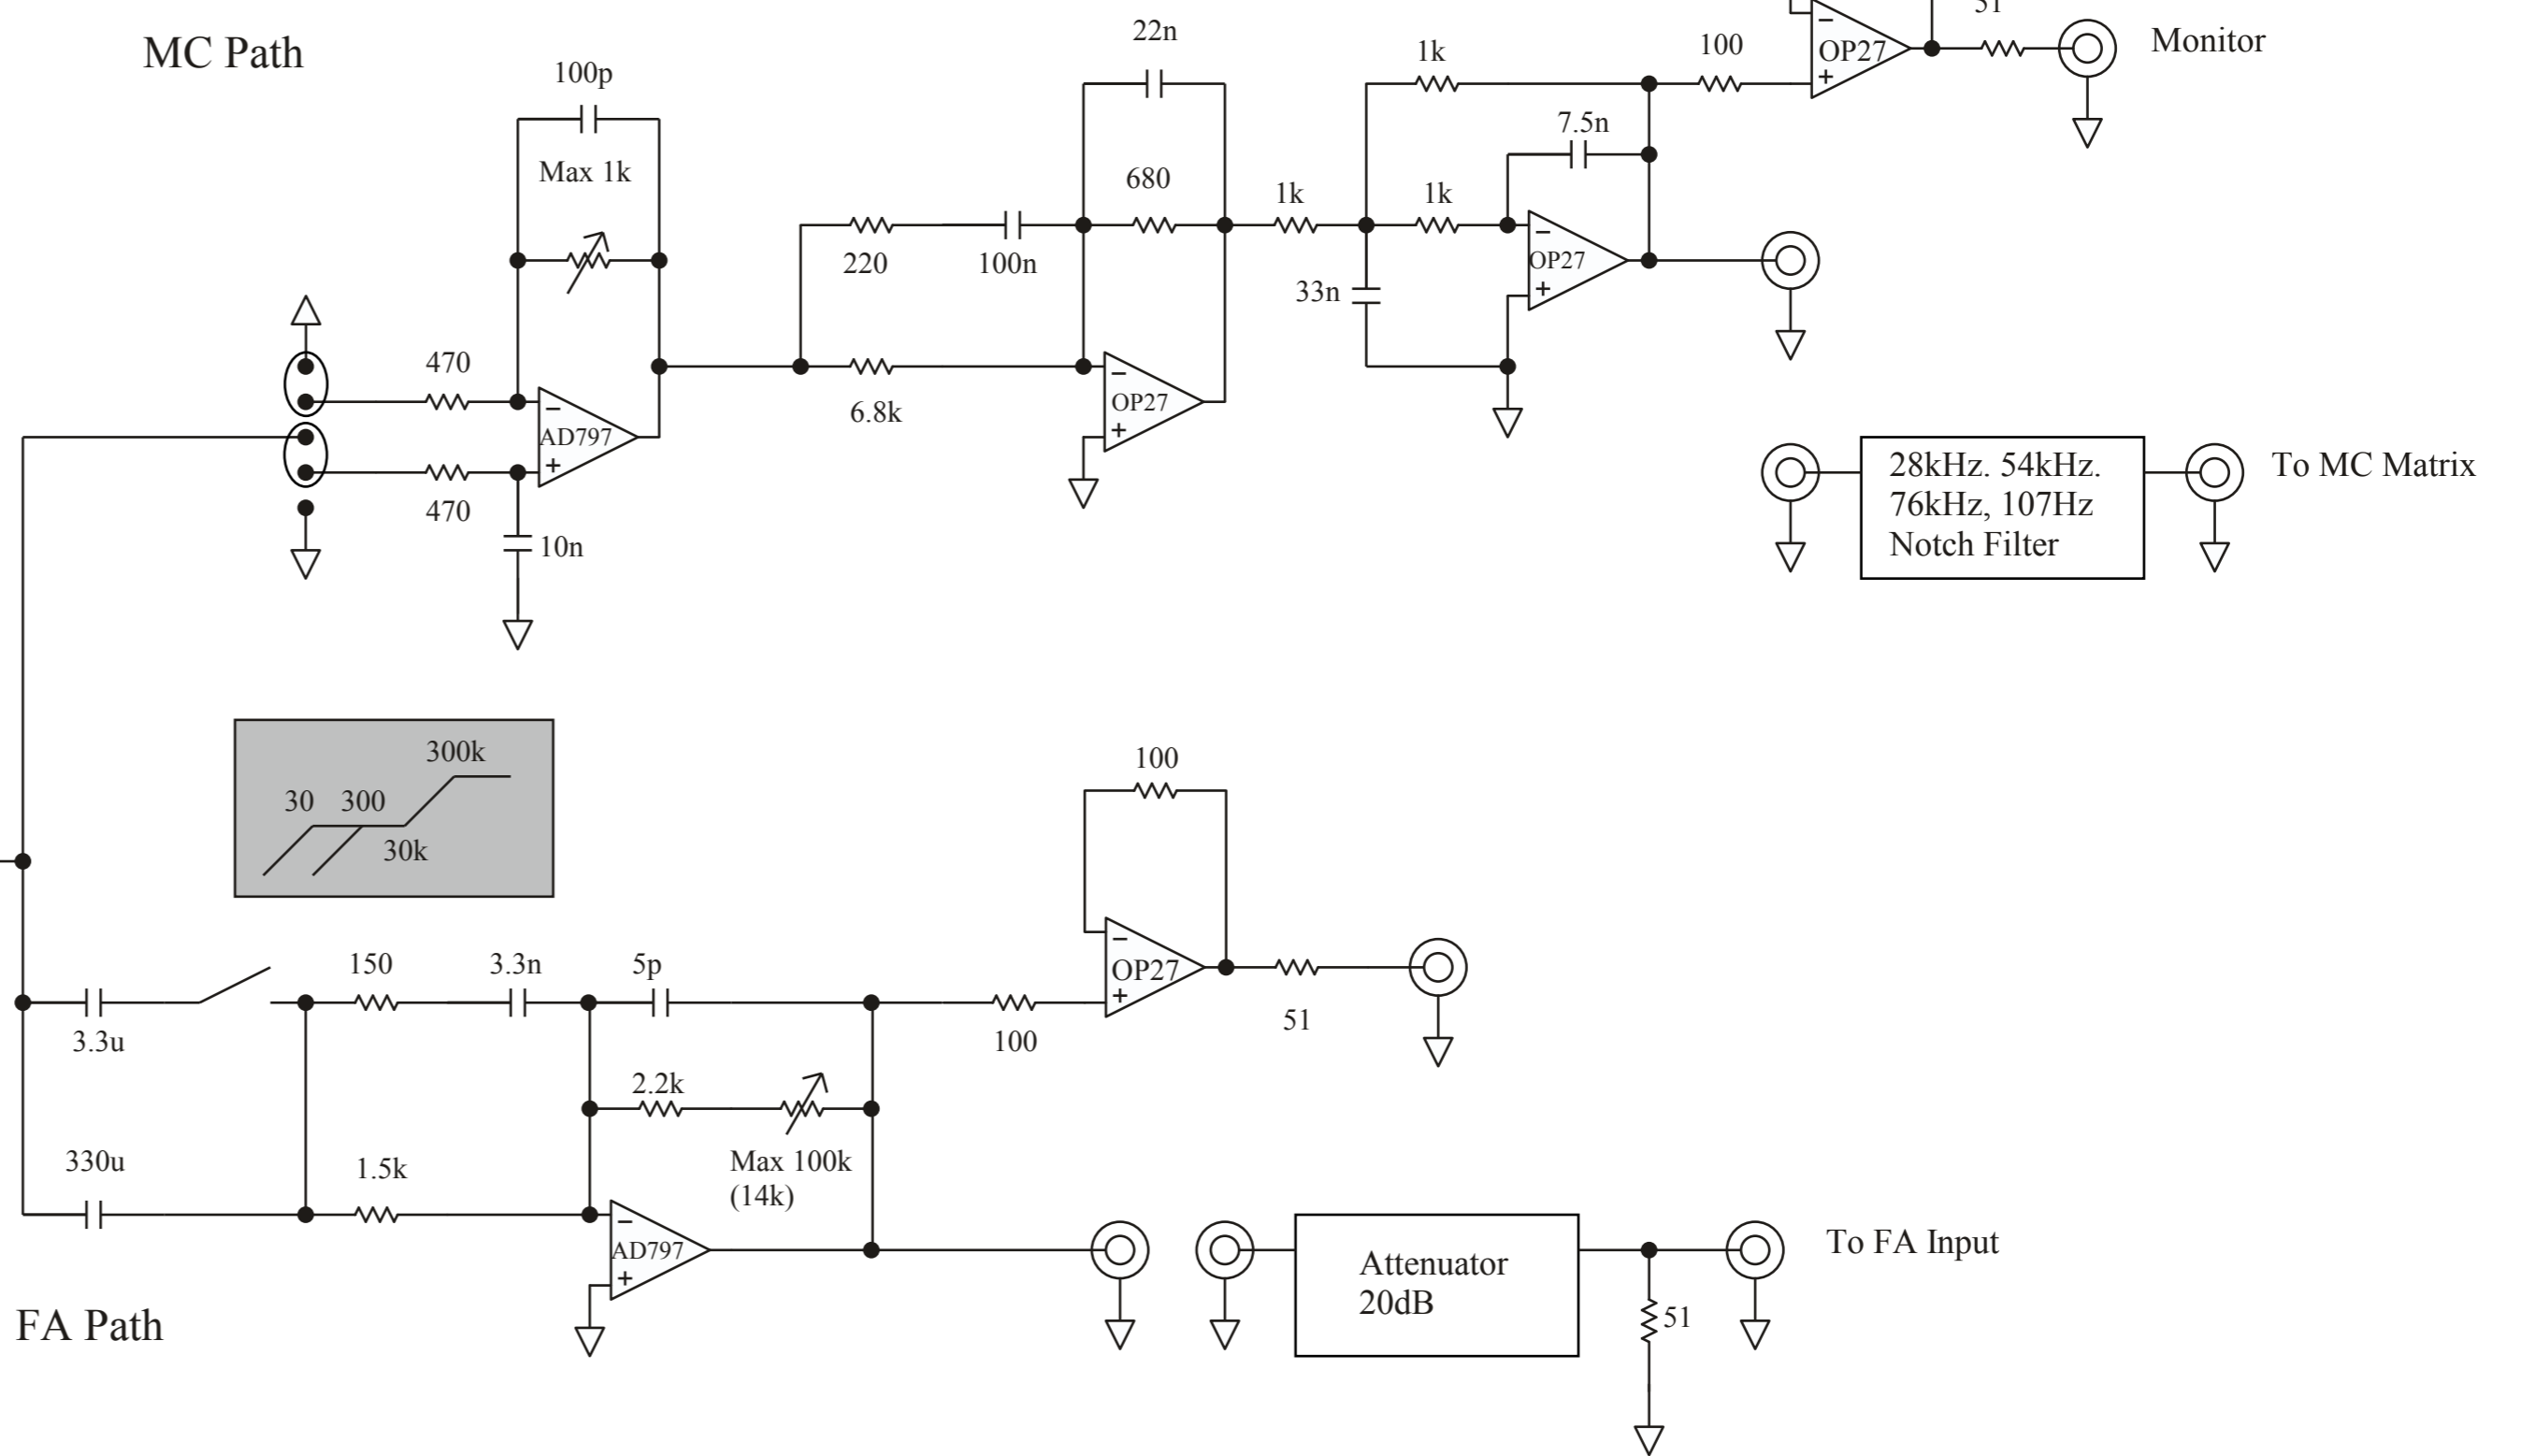 MC Path
100p
Max 1k
470
AD797
−
+
470
10n
220
100n
6.8k
22n
680
−
OP27
+
1k
1k
1k
33n
7.5n
−
OP27
+
100
−
OP27
+
51
Monitor
28kHz. 54kHz.
76kHz, 107Hz
Notch Filter
To MC Matrix
300k
30 300
30k
3.3u
330u
150
3.3n
5p
1.5k
2.2k
Max 100k
(14k)
−
AD797
+
FA Path
100
100
−
OP27
+
51
Attenuator
20dB
51
To FA Input